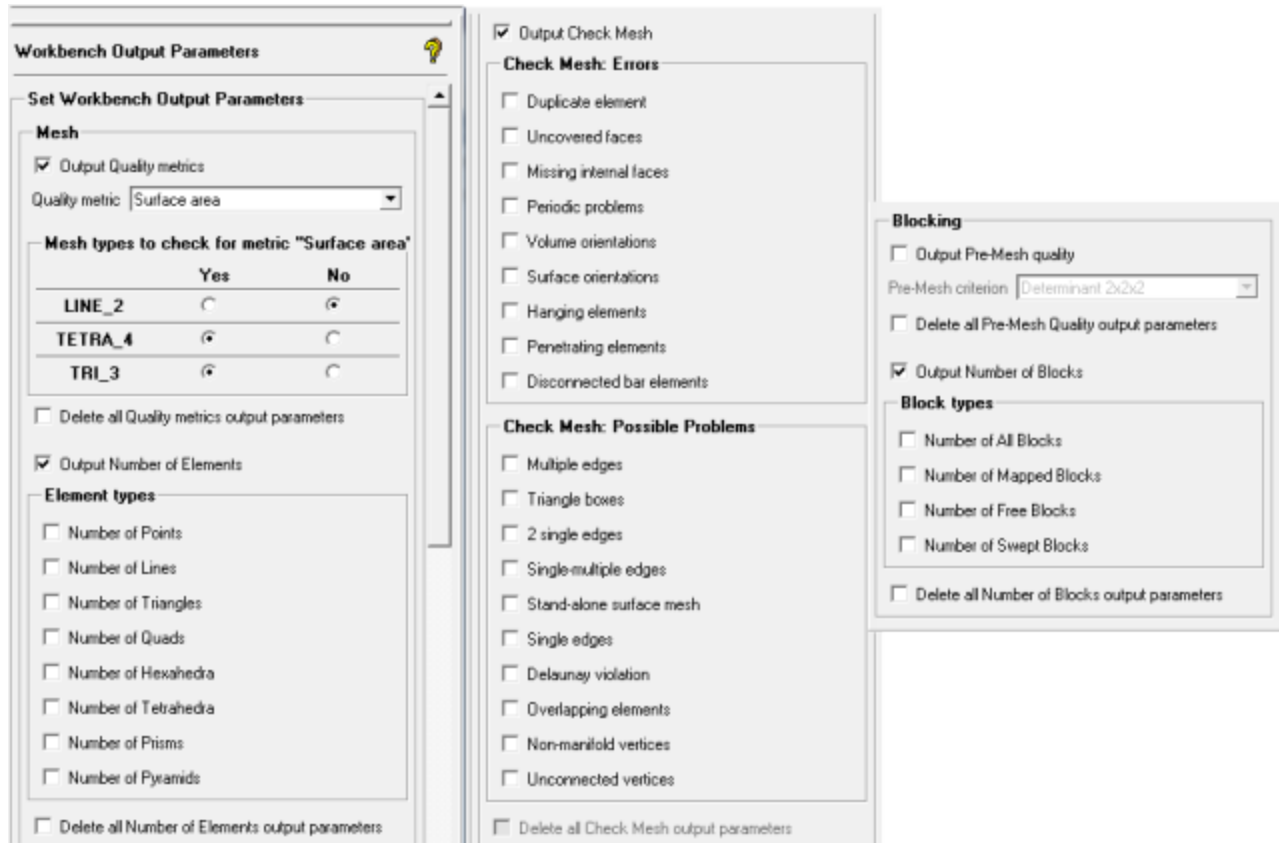 Workbench Output Parameters
Set Workbench Output Parameters
Mesh
Output Quality metrics
Quality metric Surface area
Mesh types to check for metric "Surface area"
Yes No
LINE_2
TETRA_4
TRI_3
Delete all Quality metrics output parameters
Output Number of Elements
Element types
Number of Points
Number of Lines
Number of Triangles
Number of Quads
Number of Hexahedra
Number of Tetrahedra
Number of Prisms
Number of Pyramids
Delete all Number of Elements output parameters
Output Check Mesh
Check Mesh: Errors
Duplicate element
Uncovered faces
Missing internal faces
Periodic problems
Volume orientations
Surface orientations
Hanging elements
Penetrating elements
Disconnected bar elements
Check Mesh: Possible Problems
Multiple edges
Triangle boxes
2 single edges
Single-multiple edges
Stand-alone surface mesh
Single edges
Delaunay violation
Overlapping elements
Non-manifold vertices
Unconnected vertices
Delete all Check Mesh output parameters
Blocking
Output Pre-Mesh quality
Pre-Mesh criterion Determinant 2x2x2
Delete all Pre-Mesh Quality output parameters
Output Number of Blocks
Block types
Number of All Blocks
Number of Mapped Blocks
Number of Free Blocks
Number of Swept Blocks
Delete all Number of Blocks output parameters